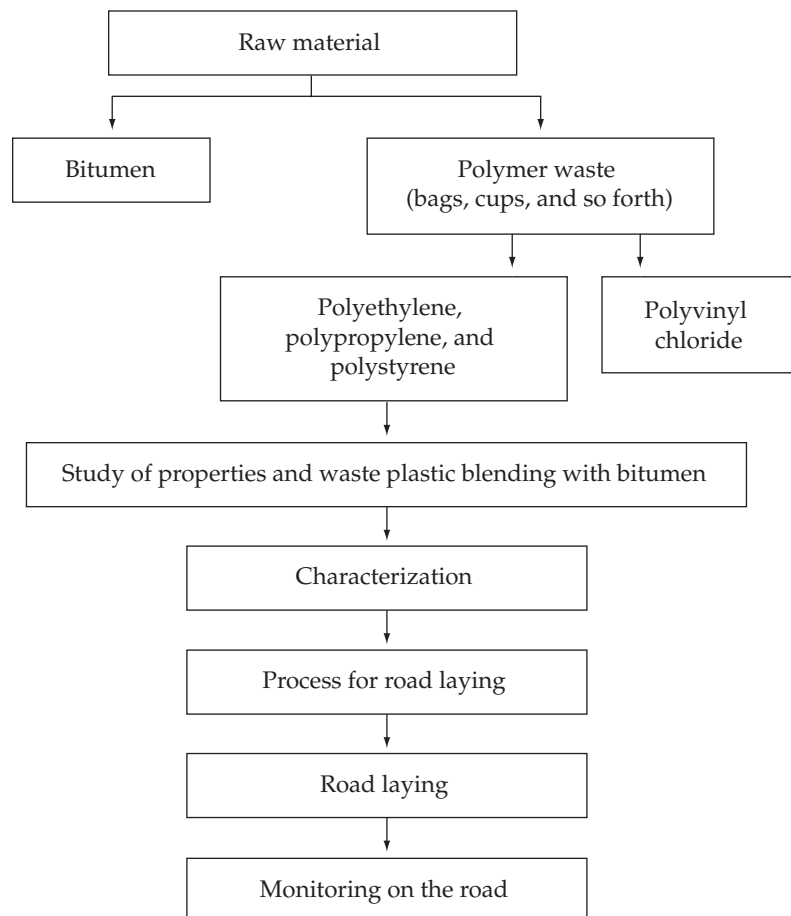 Raw material
Bitumen
Polymer waste
(bags, cups, and so forth)
Polyethylene,
polypropylene, and
polystyrene
Polyvinyl
chloride
Study of properties and waste plastic blending with bitumen
Characterization
Process for road laying
Road laying
Monitoring on the road